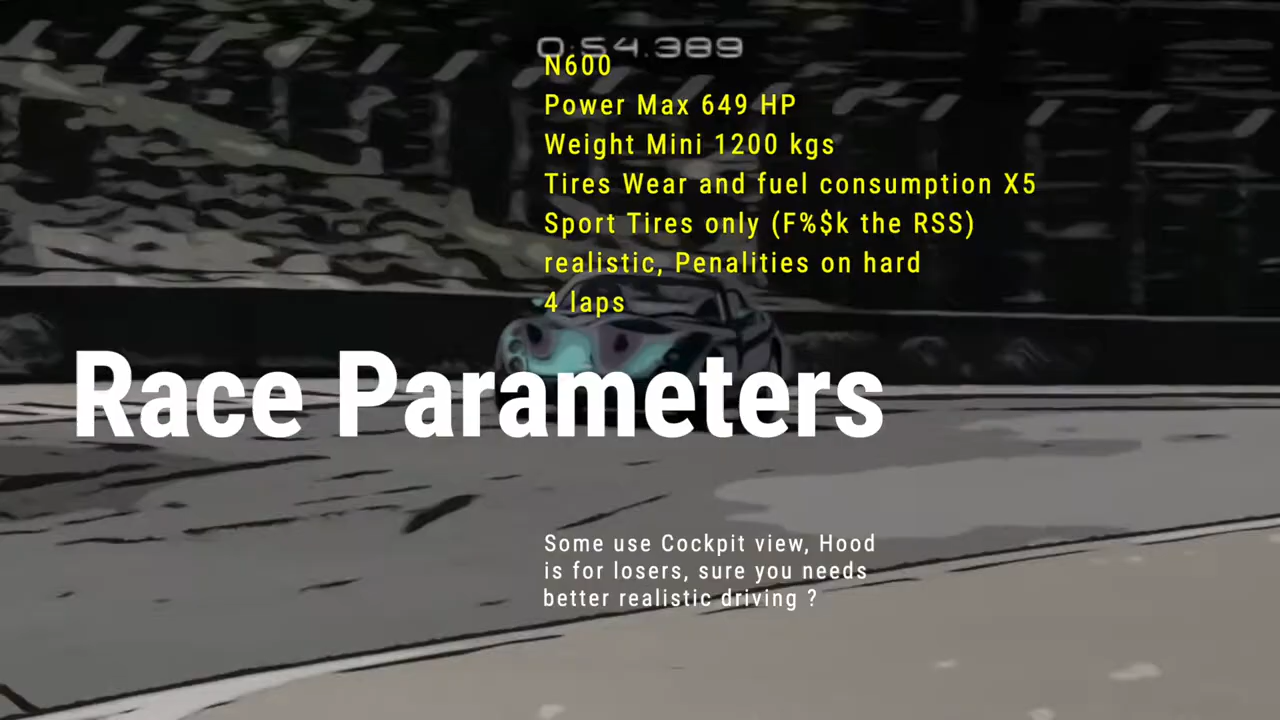 0:54.389
N600
Power Max 649 HP
Weight Mini 1200 kgs
Tires Wear and fuel consumption X5
Sport Tires only (F%$k the RSS)
realistic, Penalities on hard
4 laps
Race Parameters
Some use Cockpit view, Hood
is for losers, sure you needs
better realistic driving ?